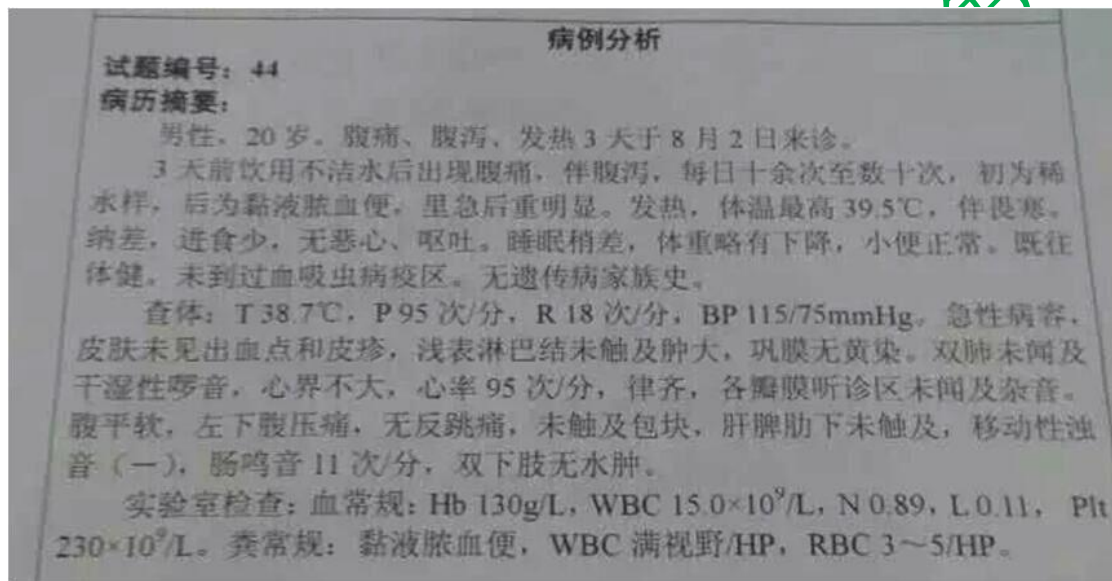 病例分析
试题编号：44
病历摘要：
男性，20岁。腹痛、腹泻、发热3天于8月2日来诊。
3天前饮用不洁水后出现腹痛，伴腹泻，每日十余次至数十次，初为稀
水样，后为黏液脓血便，里急后重明显。发热，体温最高39.5℃，伴畏寒。
纳差，进食少，无恶心、呕吐。睡眠稍差，体重略有下降，小便正常。既往
体健。未到过血吸虫病疫区。无遗传病家族史。
查体：T 38.7℃，P 95次/分，R 18次/分，BP 115/75mmHg。急性病容，
皮肤未见出血点和皮疹，浅表淋巴结未触及肿大，巩膜无黄染。双肺未闻及
干湿性啰音，心界不大，心率95次/分，律齐，各瓣膜听诊区未闻及杂音。
腹平软，左下腹压痛，无反跳痛，未触及包块，肝脾肋下未触及，移动性浊
音（—），肠鸣音11次/分，双下肢无水肿。
实验室检查：血常规：Hb 130g/L，WBC 15.0×10⁹/L，N 0.89，L 0.11， Plt
230×10⁹/L。粪常规：黏液脓血便，WBC 满视野/HP，RBC 3～5/HP。